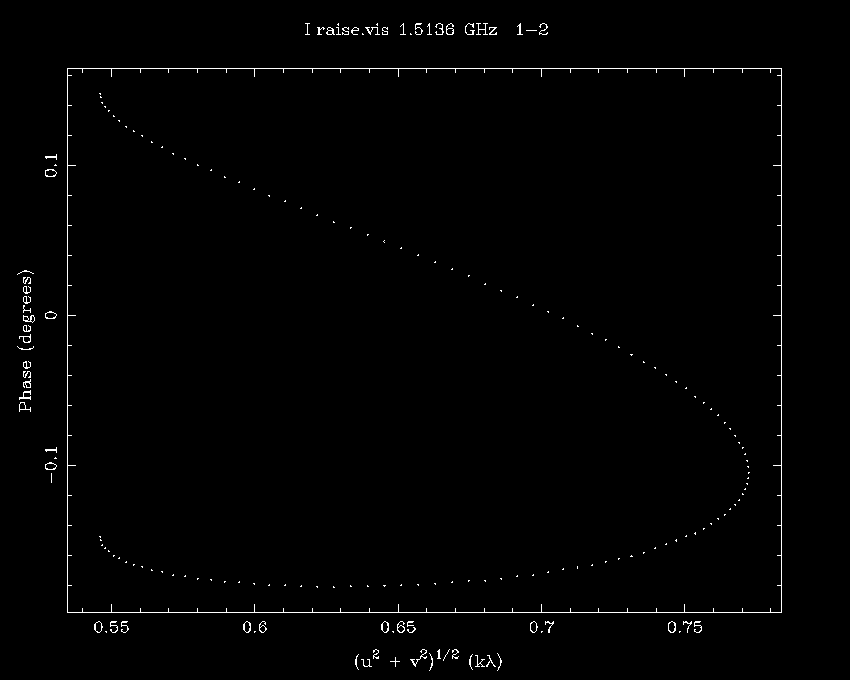 I raise.vis 1.5136 GHz 1−2
0.1
0
−0.1
Phase (degrees)
0.55 0.6 0.65 0.7 0.75
(u² + v²)^1/2 (kλ)